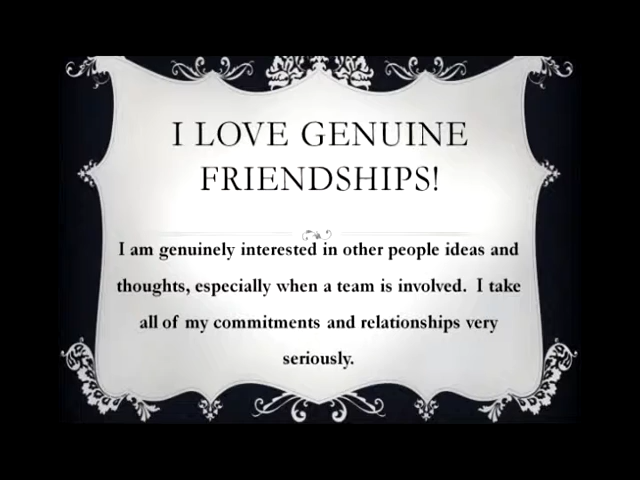 I LOVE GENUINE
FRIENDSHIPS!
I am genuinely interested in other people ideas and
thoughts, especially when a team is involved.  I take
all of my commitments and relationships very
seriously.